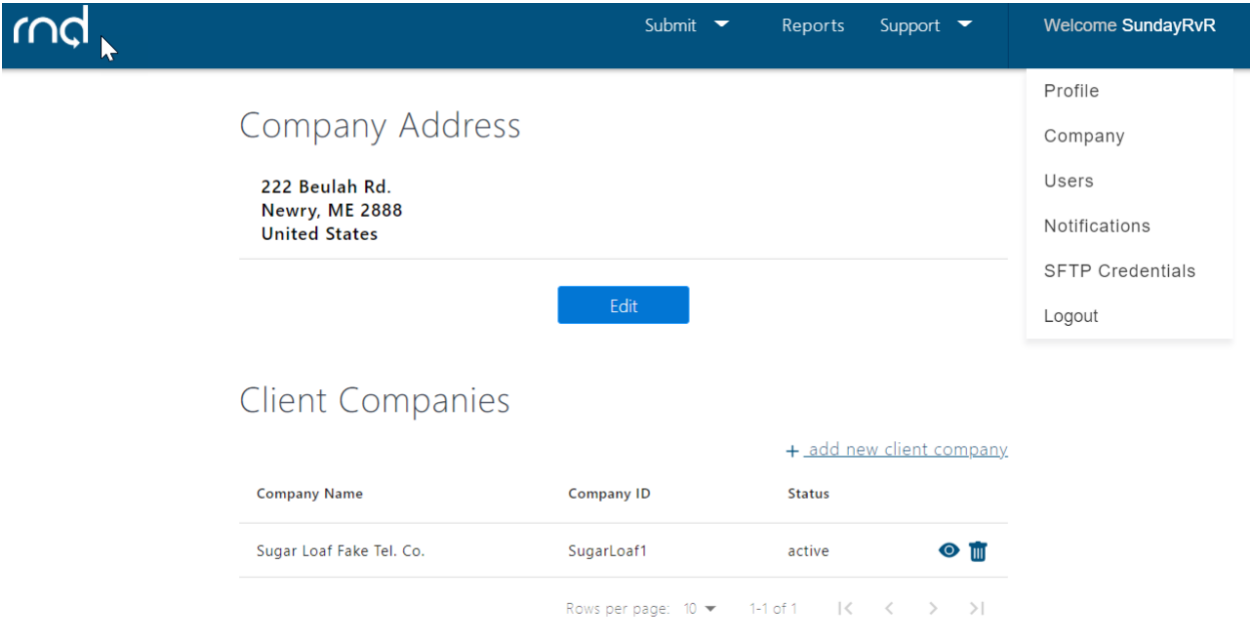 rnd
Submit Reports Support Welcome SundayRvR
Profile
Company
Users
Notifications
SFTP Credentials
Logout
Company Address
222 Beulah Rd.
Newry, ME 2888
United States
Edit
Client Companies
+ add new client company
Company Name Company ID Status
Sugar Loaf Fake Tel. Co. SugarLoaf1 active
Rows per page: 10 1-1 of 1